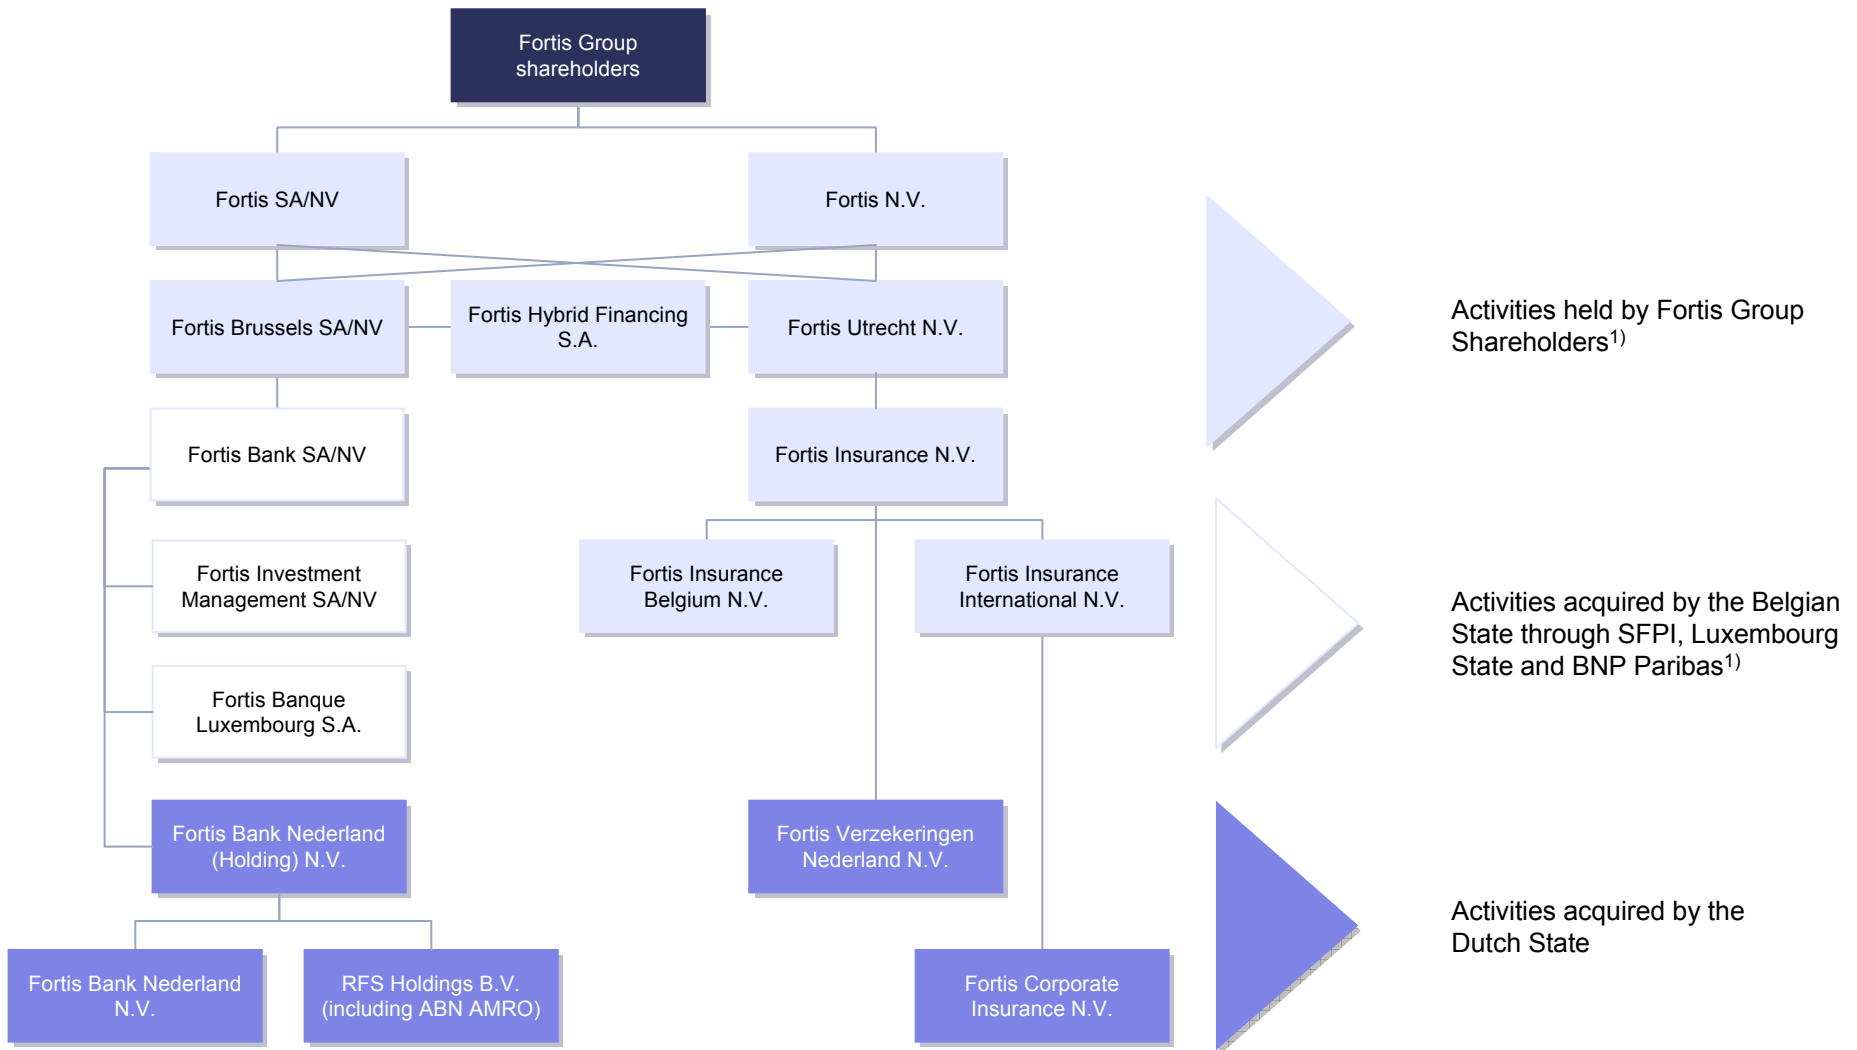 Fortis Group
shareholders
Fortis SA/NV
Fortis N.V.
Fortis Brussels SA/NV
Fortis Hybrid Financing
S.A.
Fortis Utrecht N.V.
Activities held by Fortis Group
Shareholders1)
Fortis Bank SA/NV
Fortis Insurance N.V.
Fortis Investment
Management SA/NV
Fortis Insurance
Belgium N.V.
Fortis Insurance
International N.V.
Activities acquired by the Belgian
State through SFPI, Luxembourg
State and BNP Paribas1)
Fortis Banque
Luxembourg S.A.
Fortis Bank Nederland
(Holding) N.V.
Fortis Verzekeringen
Nederland N.V.
Activities acquired by the
Dutch State
Fortis Bank Nederland
N.V.
RFS Holdings B.V.
(including ABN AMRO)
Fortis Corporate
Insurance N.V.